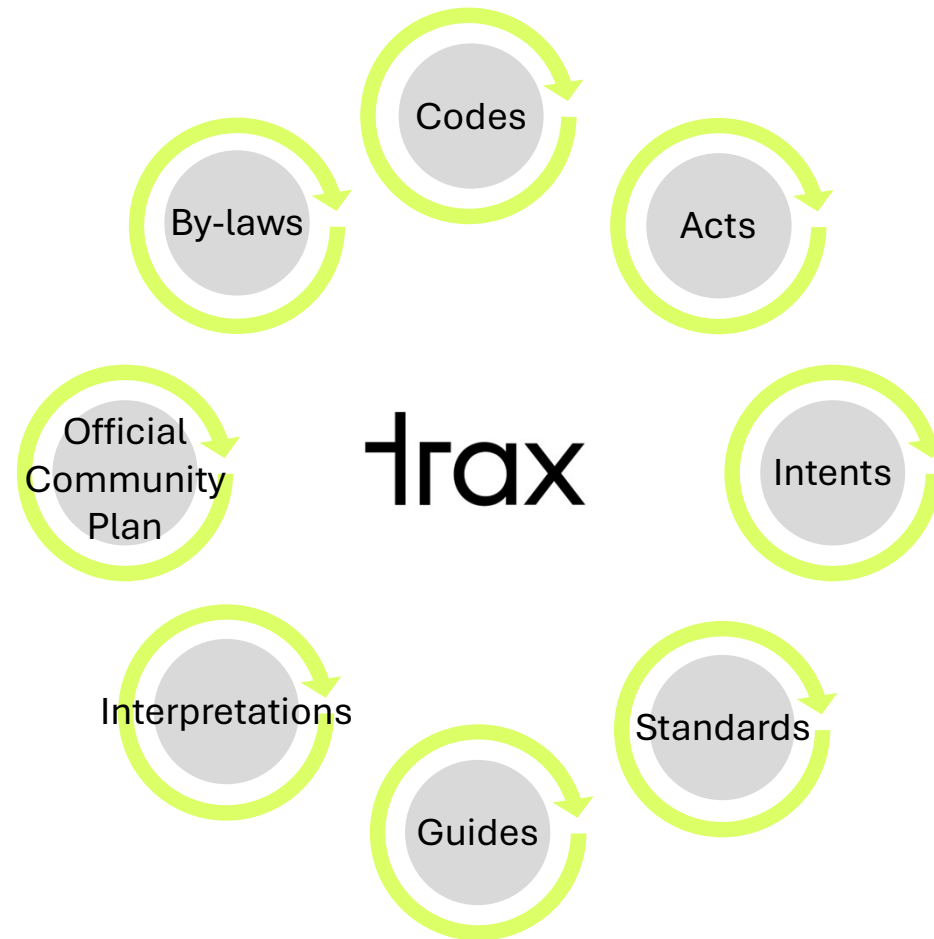 Codes
By-laws
Acts
Official
Community
Plan
trax
Intents
Interpretations
Standards
Guides